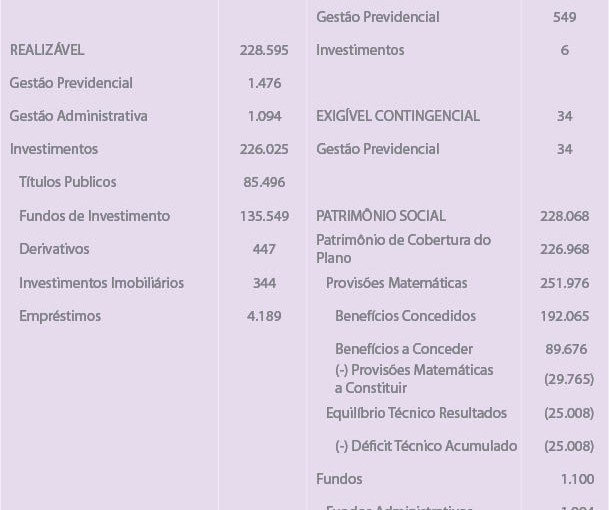 Gestão Previdencial 549
REALIZÁVEL 228.595 Investimentos 6
Gestão Previdencial 1.476
Gestão Administrativa 1.094 EXIGÍVEL CONTINGENCIAL 34
Investimentos 226.025 Gestão Previdencial 34
Títulos Publicos 85.496
Fundos de Investimento 135.549 PATRIMÔNIO SOCIAL 228.068
Derivativos 447 Patrimônio de Cobertura do
Plano 226.968
Investimentos Imobiliários 344 Provisões Matemáticas 251.976
Empréstimos 4.189 Benefícios Concedidos 192.065
Benefícios a Conceder 89.676
(-) Provisões Matemáticas
a Constituir (29.765)
Equilíbrio Técnico Resultados (25.008)
(-) Déficit Técnico Acumulado (25.008)
Fundos 1.100
Fundos Administrativos 1.094